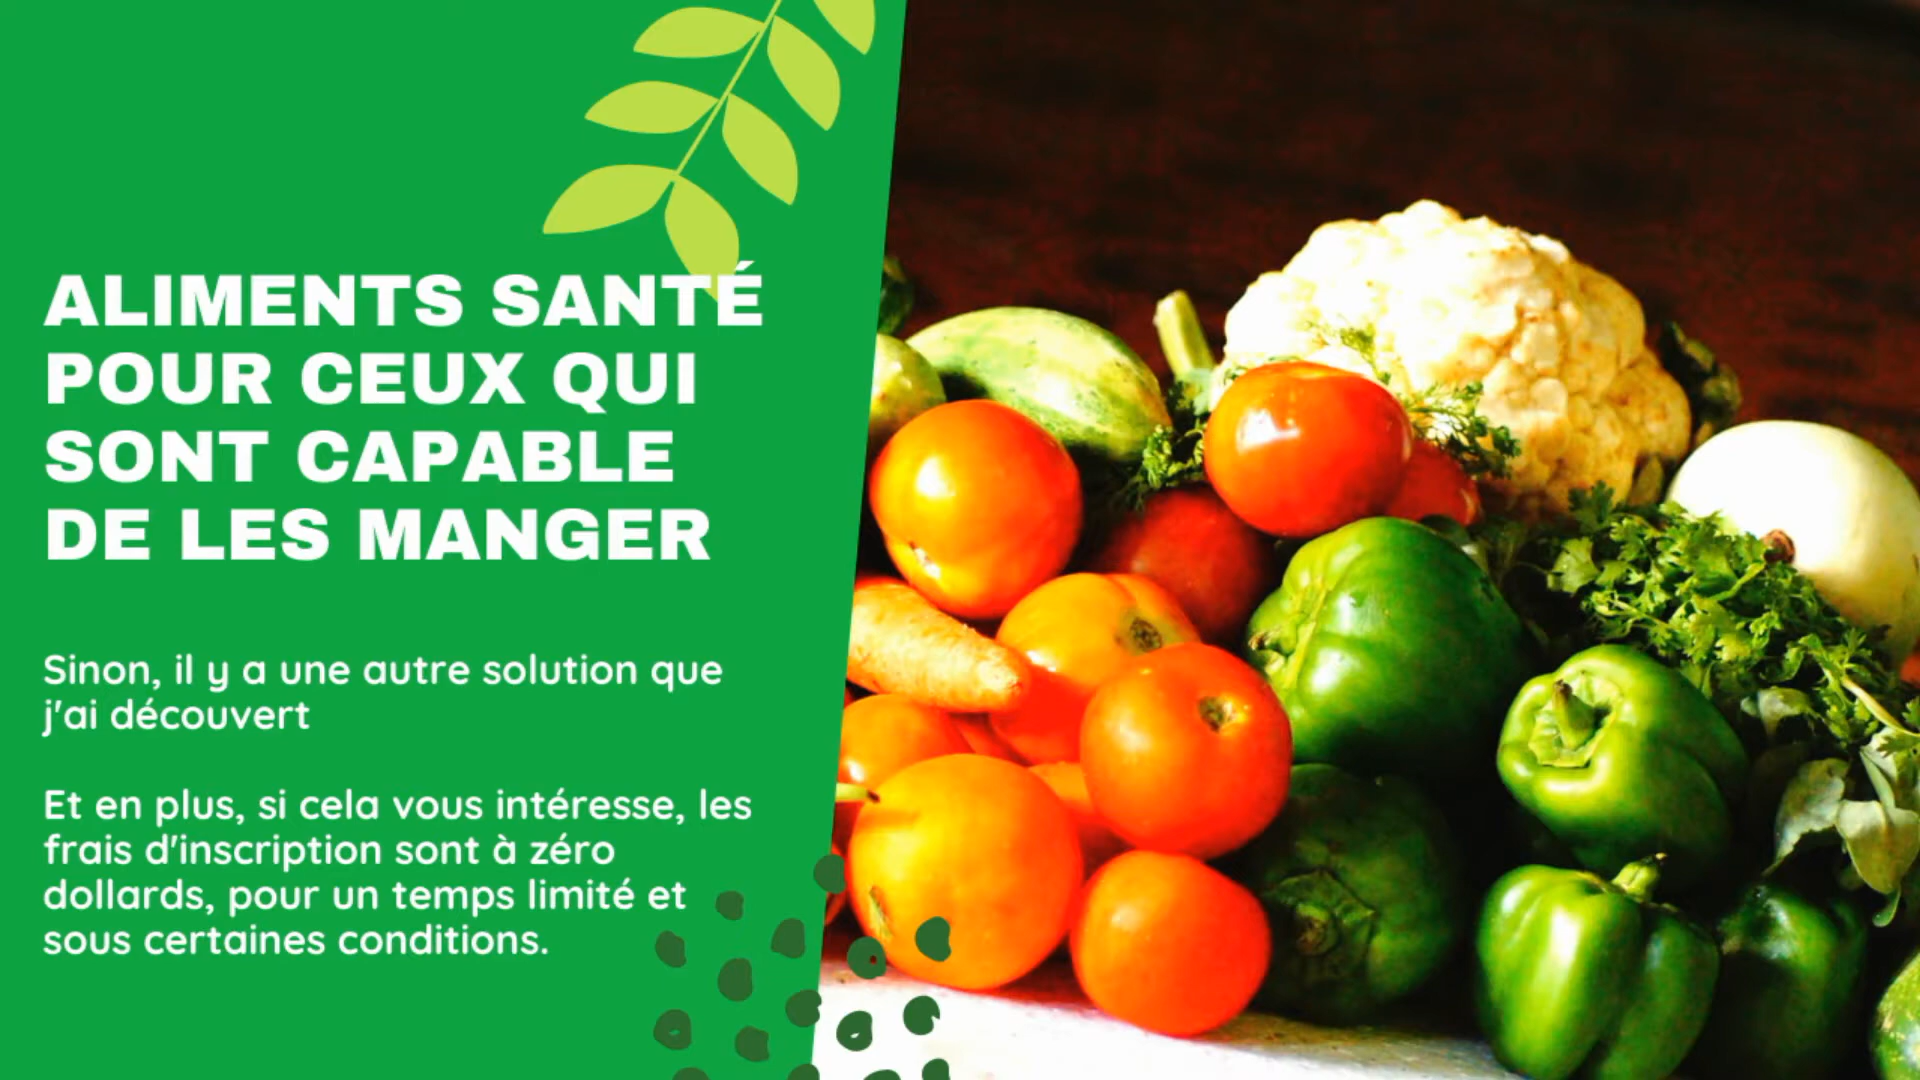 ALIMENTS SANTÉ
POUR CEUX QUI
SONT CAPABLE
DE LES MANGER
Sinon, il y a une autre solution que
j'ai découvert
Et en plus, si cela vous intéresse, les
frais d'inscription sont à zéro
dollards, pour un temps limité et
sous certaines conditions.